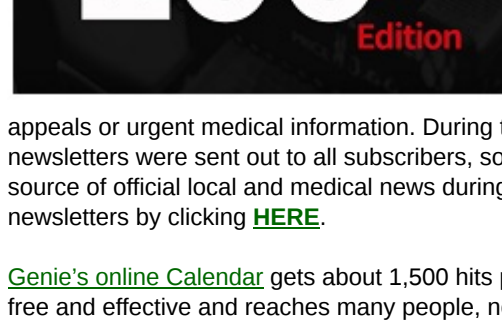 Edition
appeals or urgent medical information. During
newsletters were sent out to all subscribers, so
source of official local and medical news during
newsletters by clicking HERE.
Genie's online Calendar gets about 1,500 hits
free and effective and reaches many people,